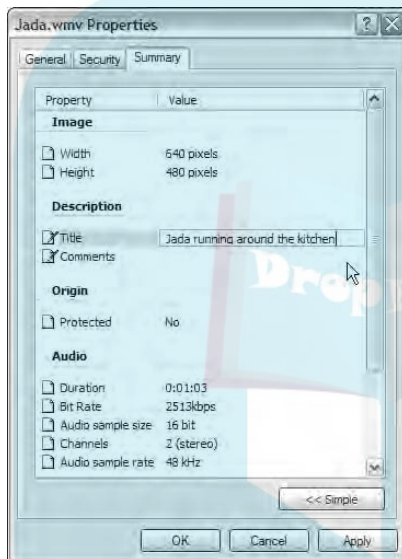 Jada.wmv Properties
General Security Summary
Property Value
Image
Width 640 pixels
Height 480 pixels
Description
Title Jada running around the kitchen
Comments
Origin
Protected No
Audio
Duration 0:01:03
Bit Rate 2513kbps
Audio sample size 16 bit
Channels 2 (stereo)
Audio sample rate 48 kHz
<< Simple
OK Cancel Apply